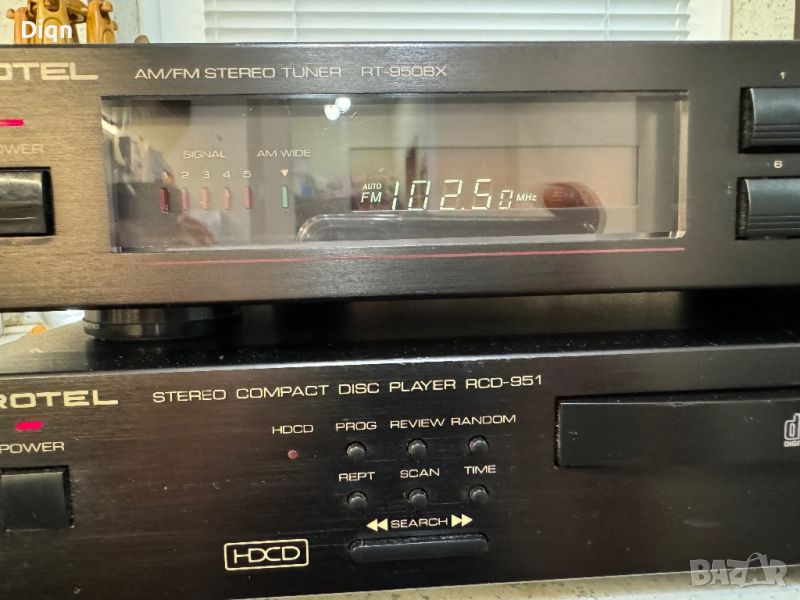 Diqn
ROTEL
AM/FM STEREO TUNER RT-950BX
POWER
SIGNAL AM WIDE
2 3 4 5
AUTO
FM 102.50 MHz
1
6
ROTEL
STEREO COMPACT DISC PLAYER RCD-951
POWER
HDCD PROG REVIEW RANDOM
REPT SCAN TIME
SEARCH
HDCD
BAZAR